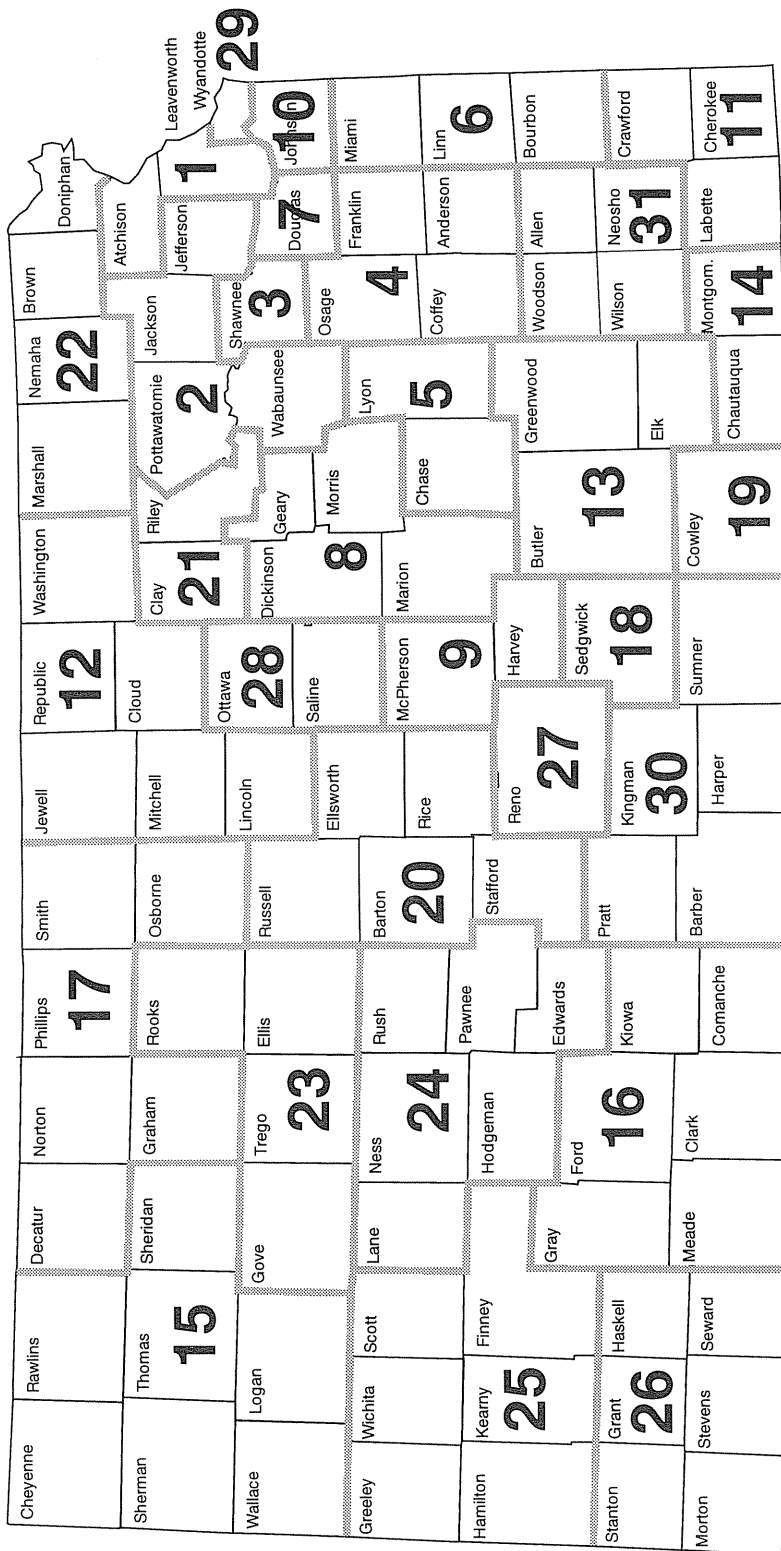 Cheyenne
Rawlins
Decatur
Norton
Phillips
17
Smith
Jewell
Republic
12
Washington
Marshall
Nemaha
22
Brown
Doniphan
Sherman
Thomas
15
Sheridan
Graham
Rooks
Osborne
Mitchell
Cloud
Clay
21
Riley
Pottawatomie
2
Jackson
Atchison
Jefferson
Leavenworth
1
Wyandotte
29
Wallace
Logan
Gove
Trego
23
Ellis
Russell
Lincoln
Ottawa
28
Saline
Dickinson
8
Geary
Morris
Wabaunsee
Shawnee
3
Douglas
7
Johnson
10
Greeley
Wichita
Scott
Lane
Ness
24
Rush
Barton
20
Ellsworth
Rice
McPherson
9
Marion
Chase
Lyon
5
Osage
4
Coffey
Franklin
Anderson
Miami
Linn
6
Hamilton
Kearny
25
Finney
Hodgeman
Pawnee
Edwards
Stafford
Reno
27
Harvey
Sedgwick
18
Butler
13
Greenwood
Elk
Woodson
Wilson
Allen
Neosho
31
Bourbon
Crawford
Stanton
Grant
26
Haskell
Gray
Ford
16
Kiowa
Pratt
Kingman
30
Morton
Stevens
Seward
Meade
Clark
Comanche
Barber
Harper
Sumner
Cowley
19
Chautauqua
Montgom.
14
Labette
Cherokee
11